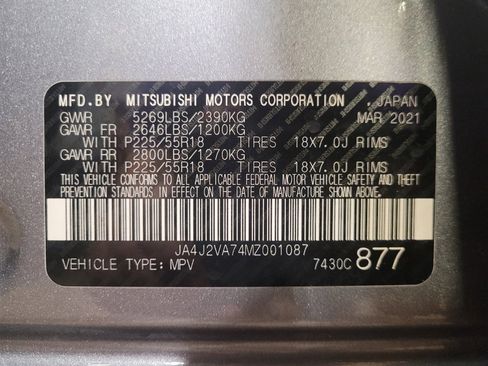 MFD.BY MITSUBISHI MOTORS CORPORATION , JAPAN
GVWR 5269LBS/2390KG MAR 2021
GAWR FR 2646LBS/1200KG
WITH P225/55R18 TIRES 18X7.0J RIMS
GAWR RR 2800LBS/1270KG
WITH P225/55R18 TIRES 18X7.0J RIMS
THIS VEHICLE CONFORMS TO ALL APPLICABLE FEDERAL MOTOR VEHICLE SAFETY, BUMPER AND THEFT
PREVENTION STANDARDS IN EFFECT ON THE DATE OF MANUFACTURE SHOWN ABOVE.
JA4J2VA74MZ001087
VEHICLE TYPE: MPV 7430C 877